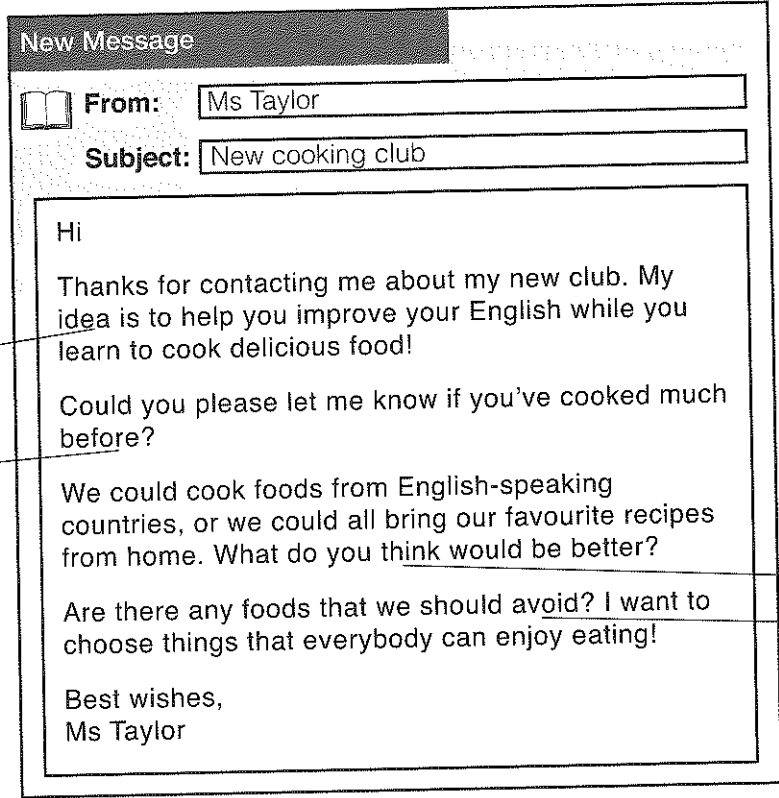 New Message
From: Ms Taylor
Subject: New cooking club
Hi
Thanks for contacting me about my new club. My
idea is to help you improve your English while you
learn to cook delicious food!
Could you please let me know if you've cooked much
before?
We could cook foods from English-speaking
countries, or we could all bring our favourite recipes
from home. What do you think would be better?
Are there any foods that we should avoid? I want to
choose things that everybody can enjoy eating!
Best wishes,
Ms Taylor